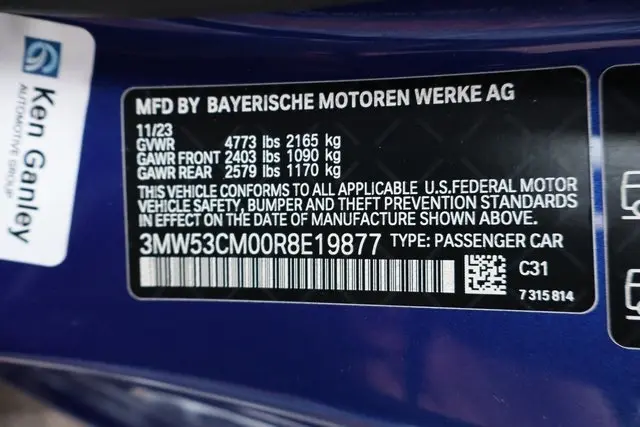 Ken Ganley
AUTOMOTIVE GROUP
MFD BY BAYERISCHE MOTOREN WERKE AG
11/23
GVWR 4773 lbs 2165 kg
GAWR FRONT 2403 lbs 1090 kg
GAWR REAR 2579 lbs 1170 kg
THIS VEHICLE CONFORMS TO ALL APPLICABLE U.S.FEDERAL MOTOR
VEHICLE SAFETY, BUMPER AND THEFT PREVENTION STANDARDS
IN EFFECT ON THE DATE OF MANUFACTURE SHOWN ABOVE.
3MW53CM00R8E19877 TYPE: PASSENGER CAR
C31
7 315 814